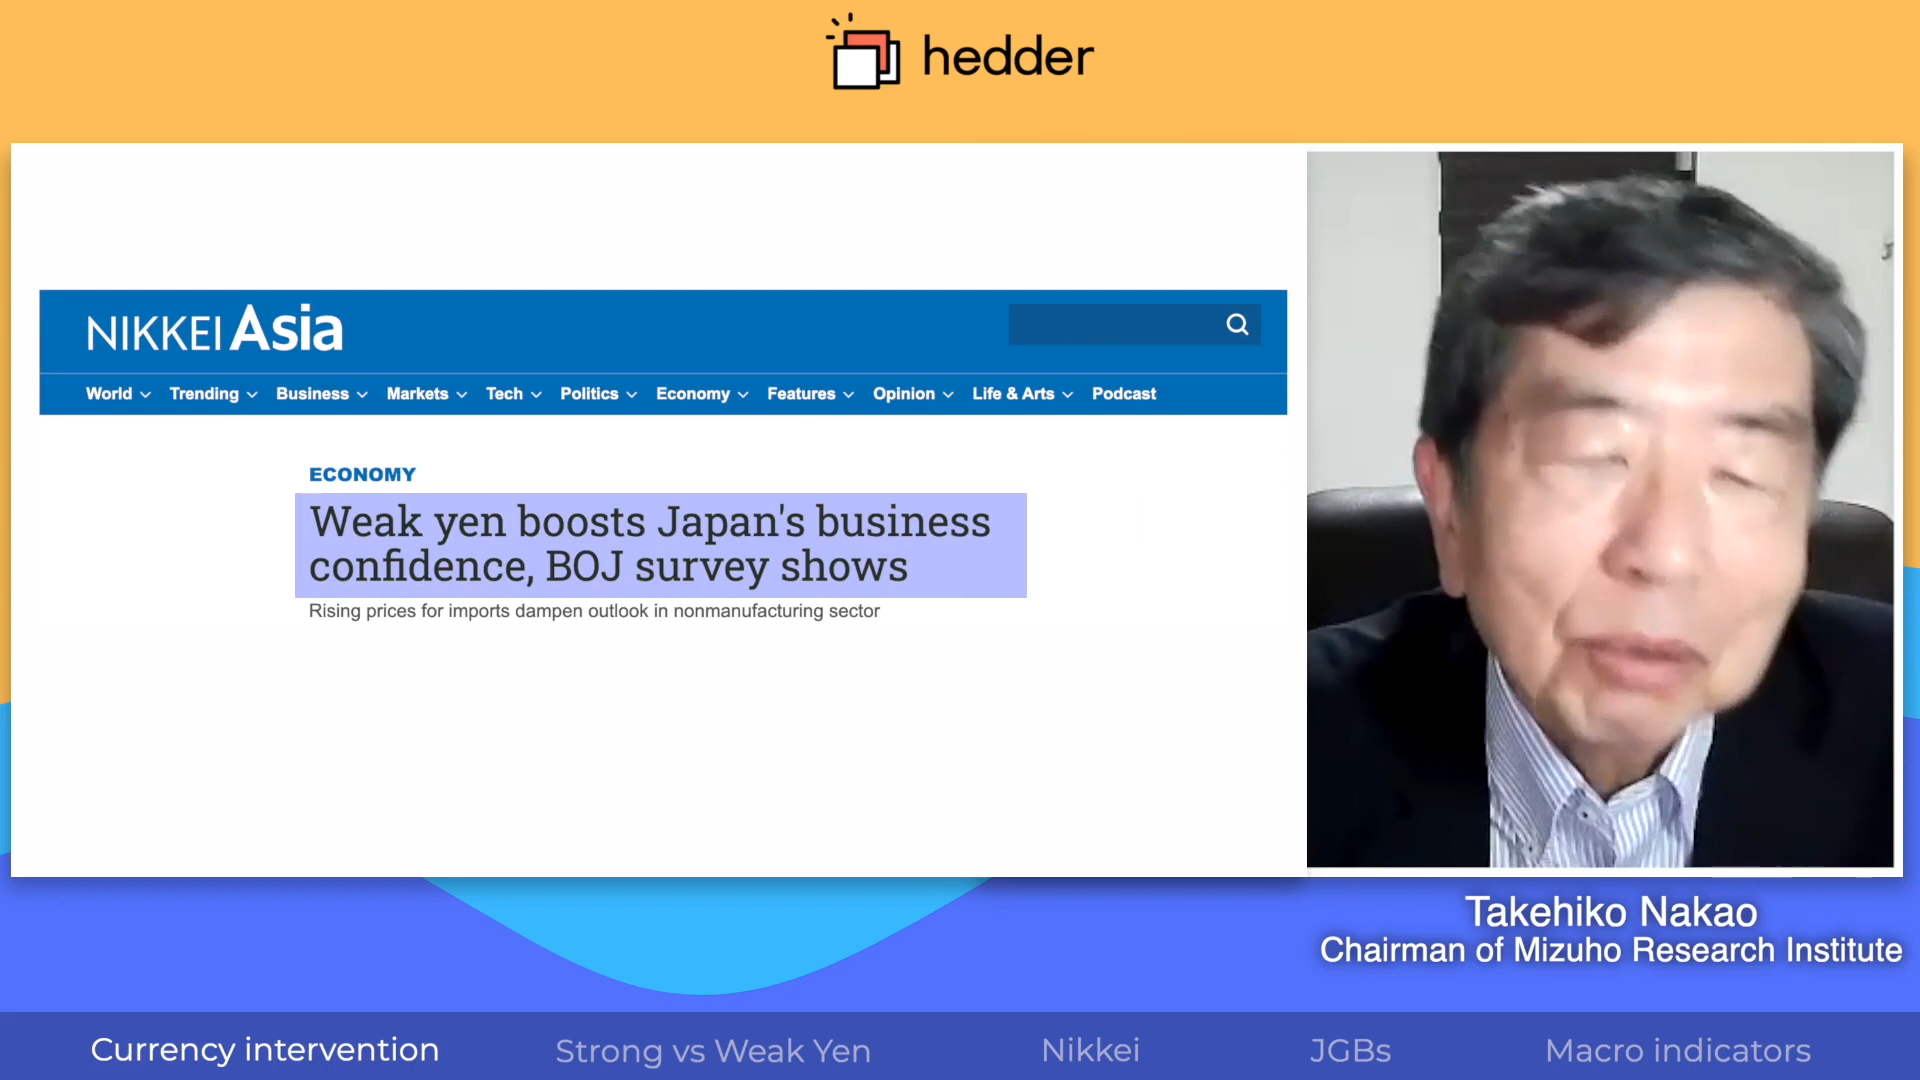 hedder
NIKKEI Asia
World Trending Business Markets Tech Politics Economy Features Opinion Life & Arts Podcast
ECONOMY
Weak yen boosts Japan's business
confidence, BOJ survey shows
Rising prices for imports dampen outlook in nonmanufacturing sector
Takehiko Nakao
Chairman of Mizuho Research Institute
Currency intervention Strong vs Weak Yen Nikkei JGBs Macro indicators